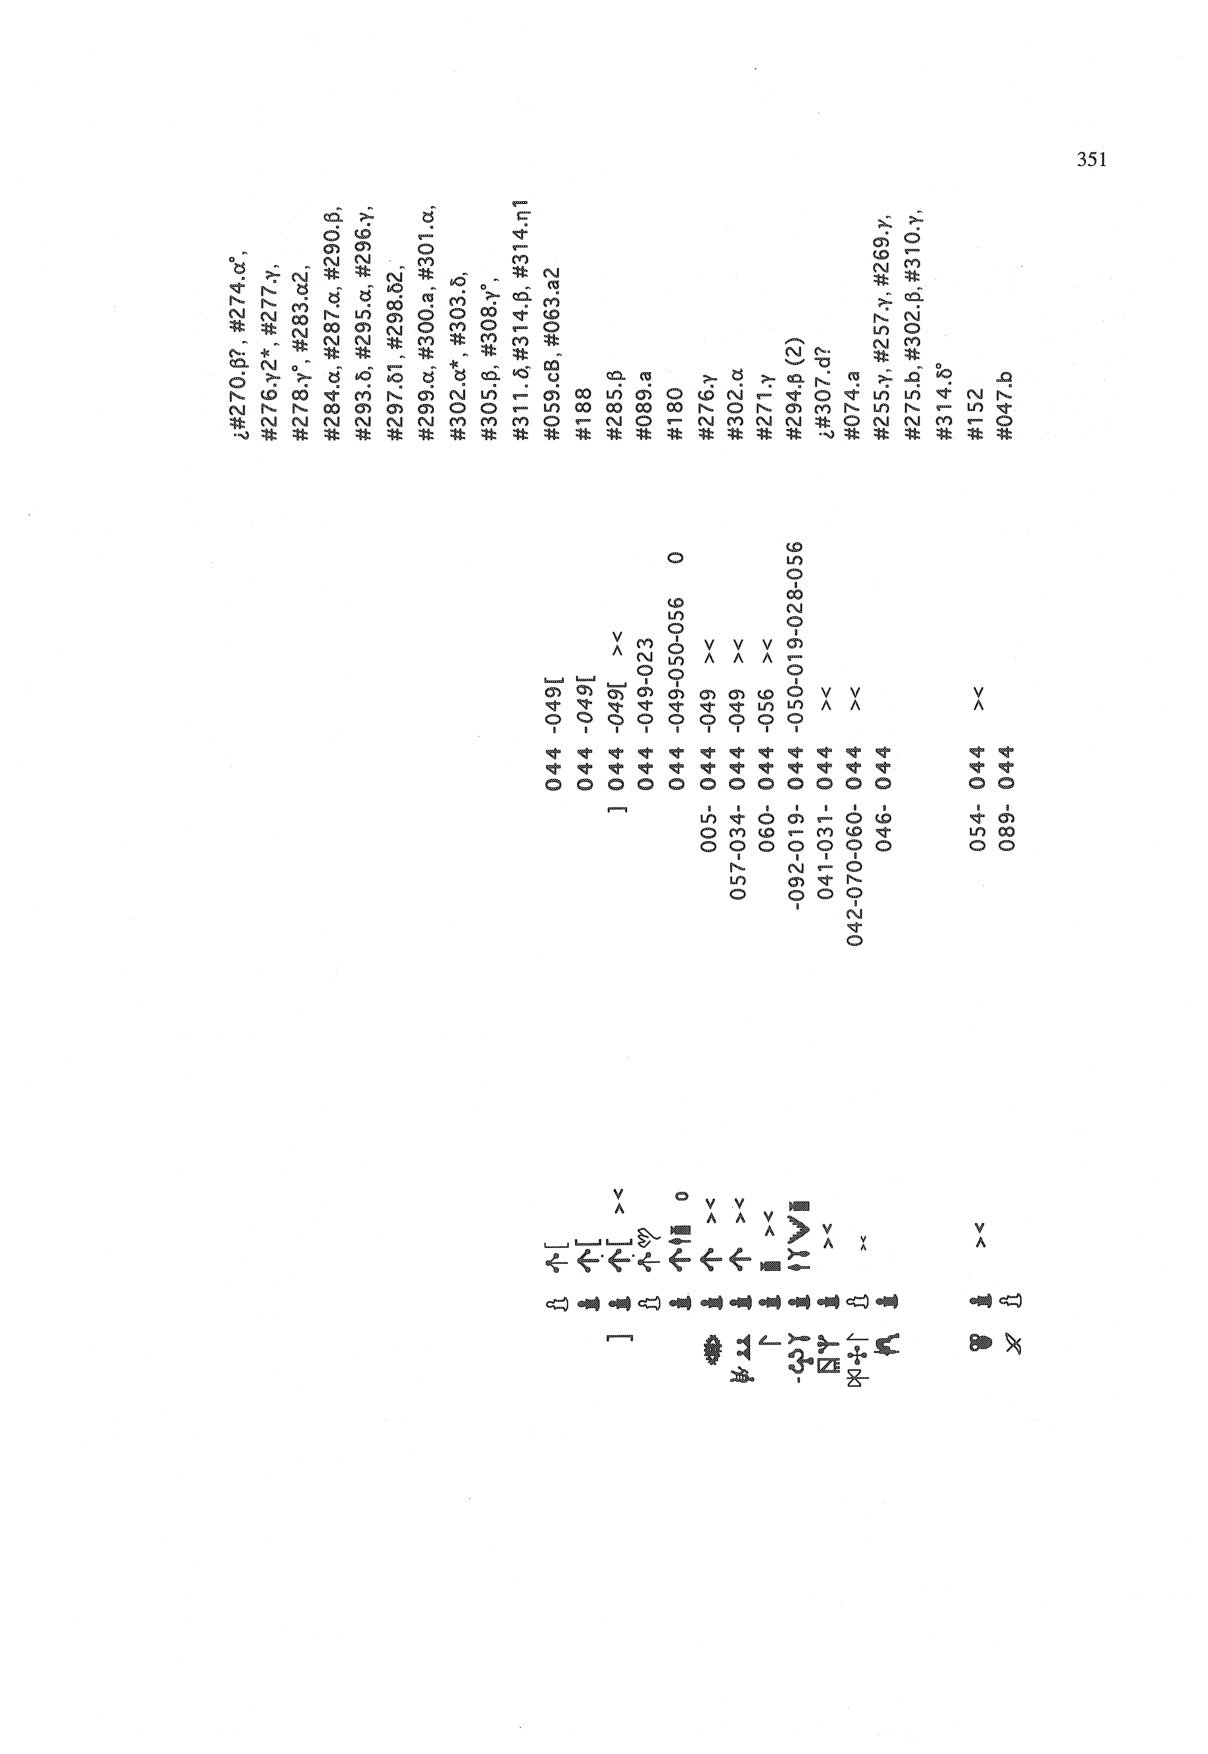 351
¿#270.β?, #274.α°,
#276.γ2*, #277.γ,
#278.γ°, #283.α2,
#284.α, #287.α, #290.β,
#293.δ, #295.α, #296.γ,
#297.δ1, #298.δ2,
#299.α, #300.a, #301.α,
#302.α*, #303.δ,
#305.β, #308.γ°,
#311. δ, #314.β, #314.η1
044 -049[ #059.cB, #063.a2
044 -049[ #188
] 044 -049[ >< #285.β
044 -049-023 #089.a
044 -049-050-056 0 #180
005- 044 -049 >< #276.γ
057-034- 044 -049 >< #302.α
060- 044 -056 >< #271.γ
-092-019- 044 -050-019-028-056 #294.β (2)
041-031- 044 >< ¿#307.d?
042-070-060- 044 >< #074.a
046- 044 #255.γ, #257.γ, #269.γ,
#275.b, #302.β, #310.γ,
#314.δ°
054- 044 >< #152
089- 044 #047.b